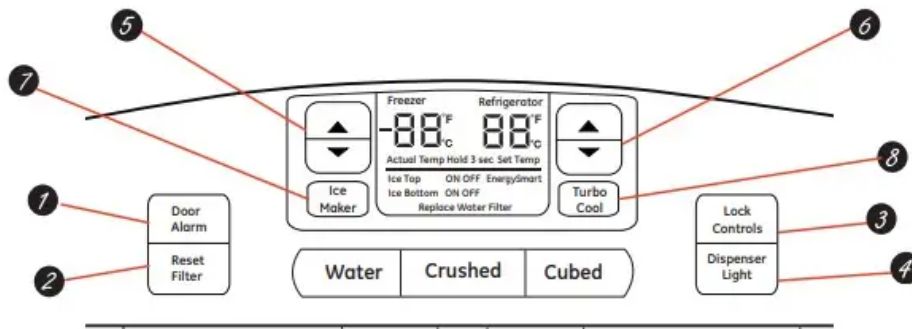 5
6
7
Freezer Refrigerator
-88 °F °C 88 °F °C
Actual Temp Hold 3 sec Set Temp
Ice Top ON OFF EnergySmart
Ice Bottom ON OFF
Replace Water Filter
Ice
Maker
Turbo
Cool
8
1
Door
Alarm
Reset
Filter
2
Lock
Controls
Dispenser
Light
3
4
Water Crushed Cubed